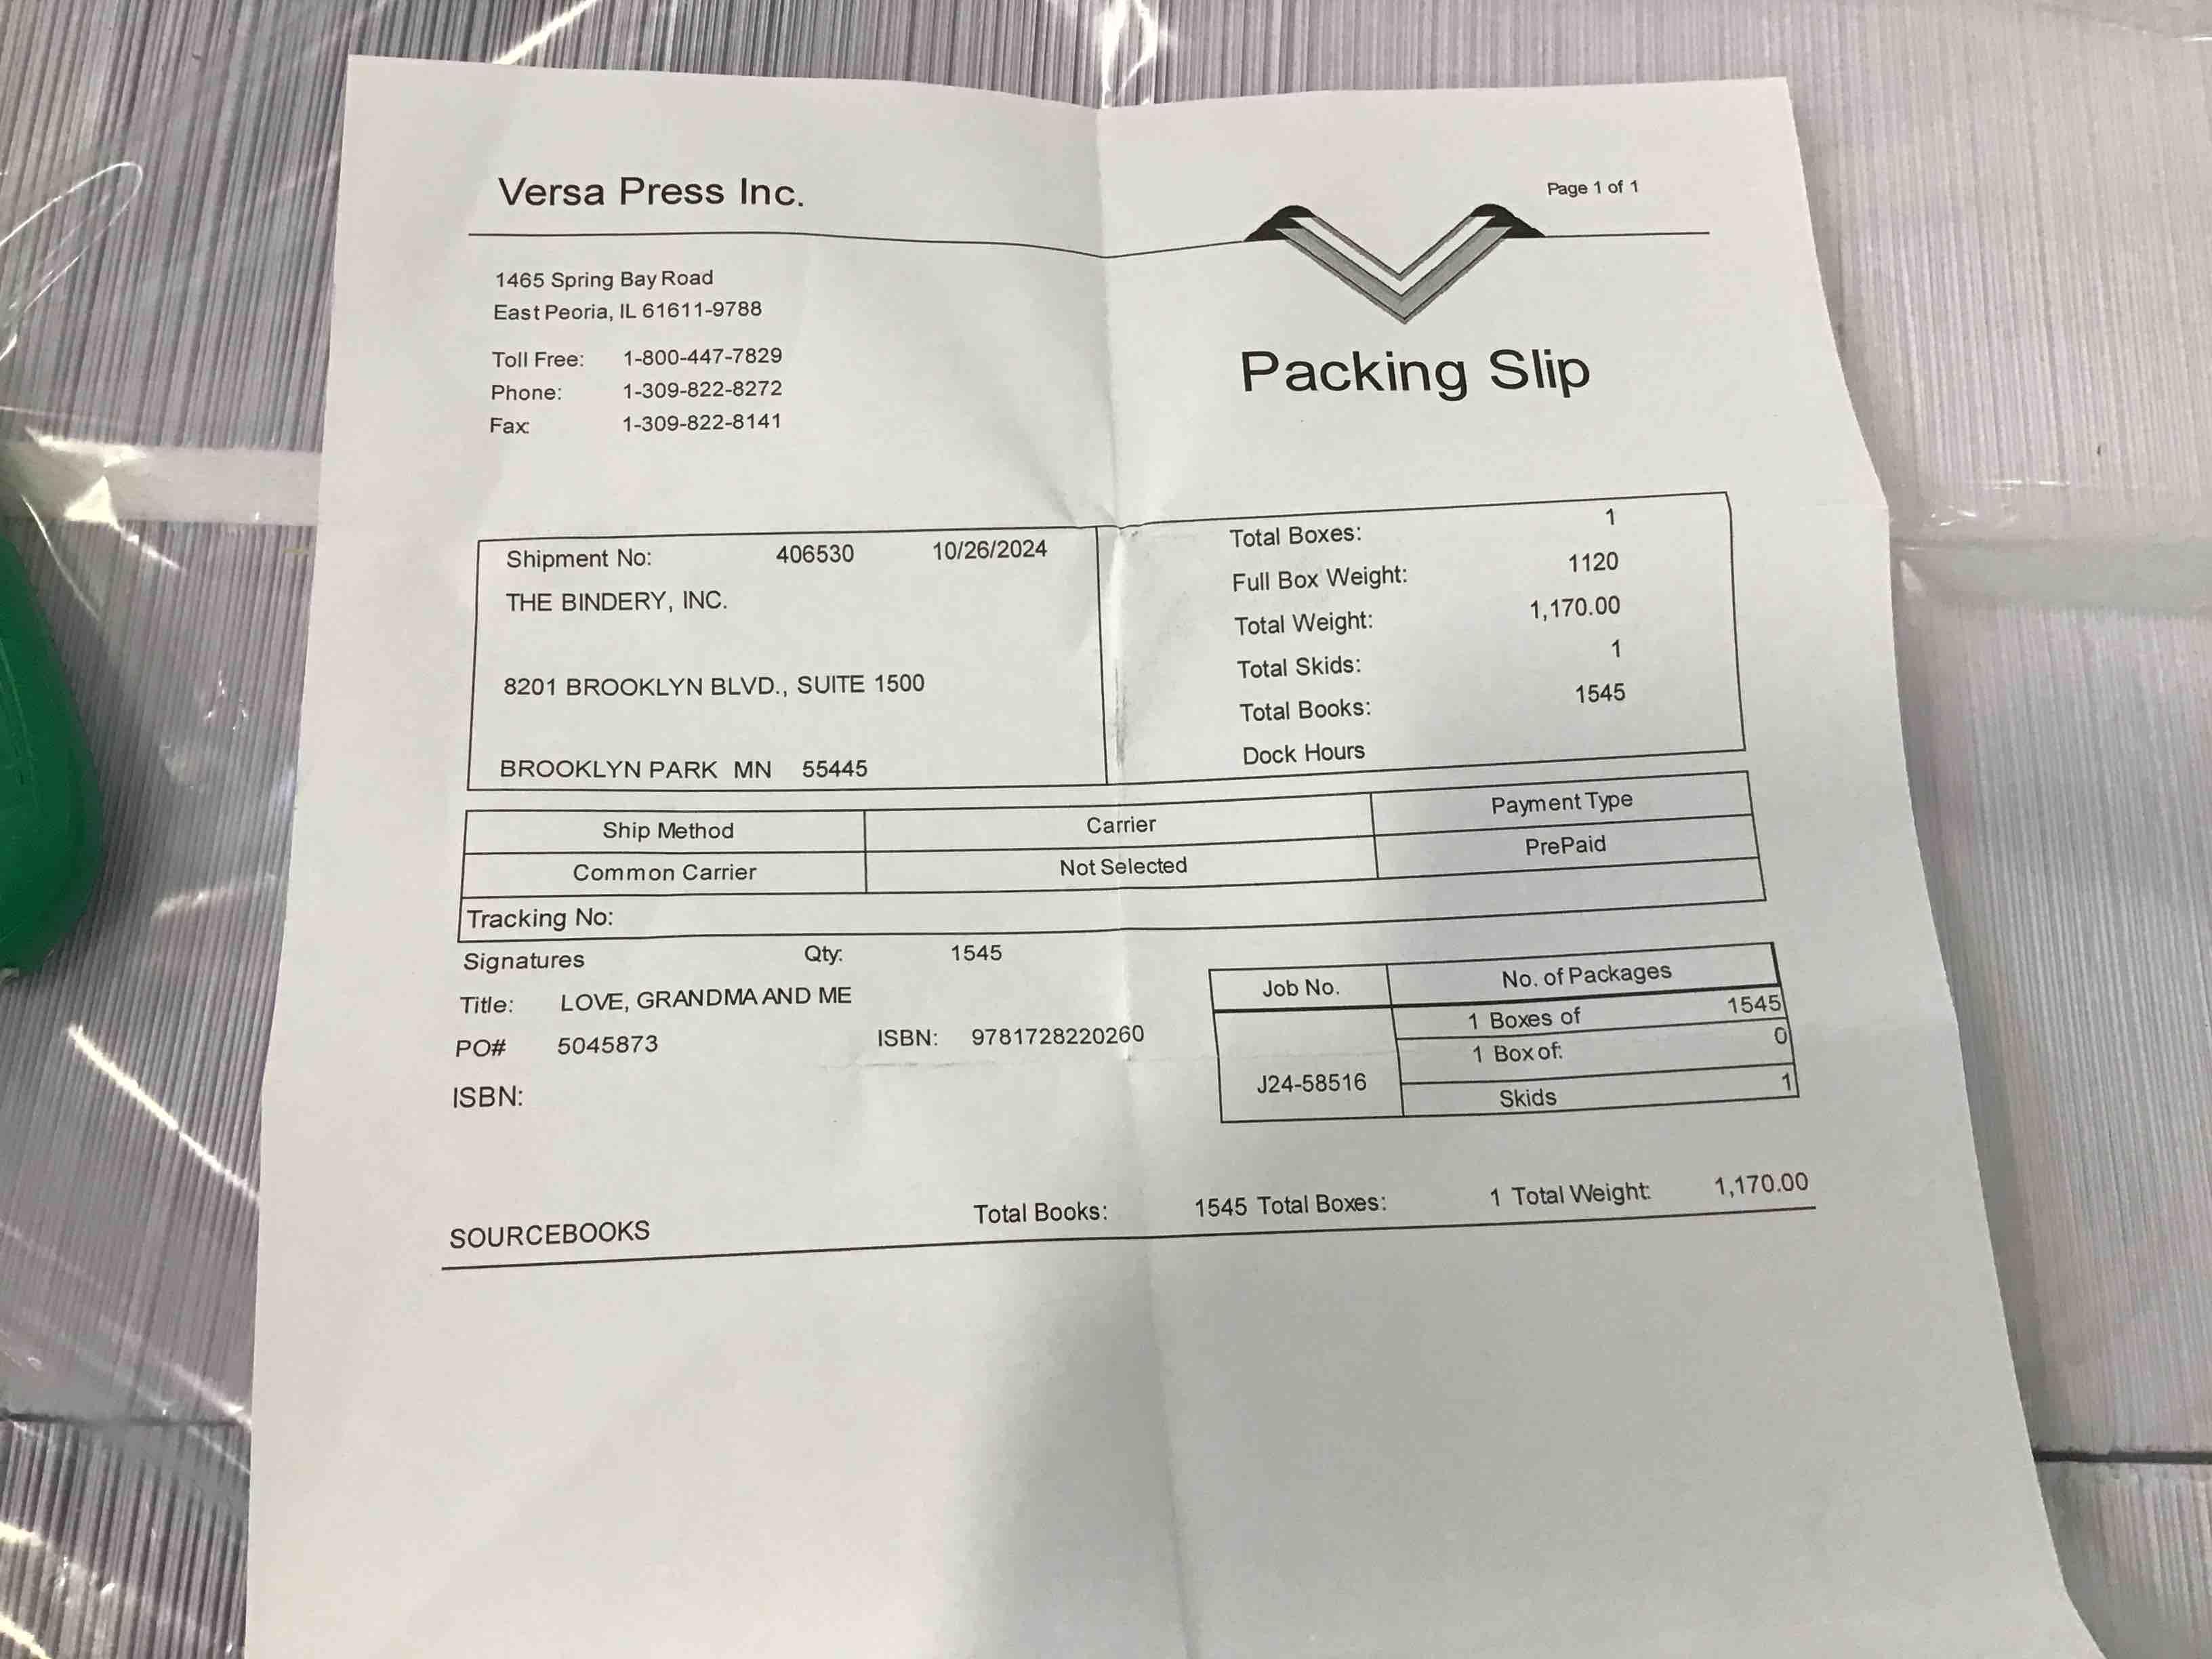 Versa Press Inc.
Page 1 of 1
1465 Spring Bay Road
East Peoria, IL 61611-9788
Toll Free: 1-800-447-7829
Phone: 1-309-822-8272
Fax: 1-309-822-8141
Packing Slip
Shipment No: 406530 10/26/2024
THE BINDERY, INC.
8201 BROOKLYN BLVD., SUITE 1500
BROOKLYN PARK MN 55445
Total Boxes: 1
Full Box Weight: 1120
Total Weight: 1,170.00
Total Skids: 1
Total Books: 1545
Dock Hours
Ship Method Carrier Payment Type
Common Carrier Not Selected PrePaid
Tracking No:
Signatures Qty: 1545
Title: LOVE, GRANDMA AND ME
PO# 5045873 ISBN: 9781728220260
ISBN:
Job No. No. of Packages
1 Boxes of 1545
1 Box of: 0
J24-58516
Skids 1
SOURCEBOOKS Total Books: 1545 Total Boxes: 1 Total Weight: 1,170.00